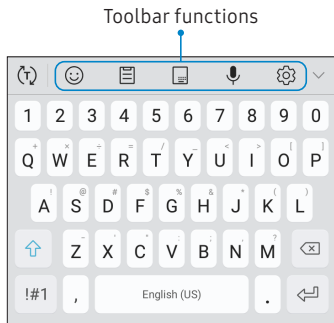 Toolbar functions
T
1 2 3 4 5 6 7 8 9 0
+ × ÷ = / _ < > [ ]
Q W E R T Y U I O P
! @ # $ % & * ( )
A S D F G H J K L
- ' " : ; , ?
Z X C V B N M
!#1 , English (US) .